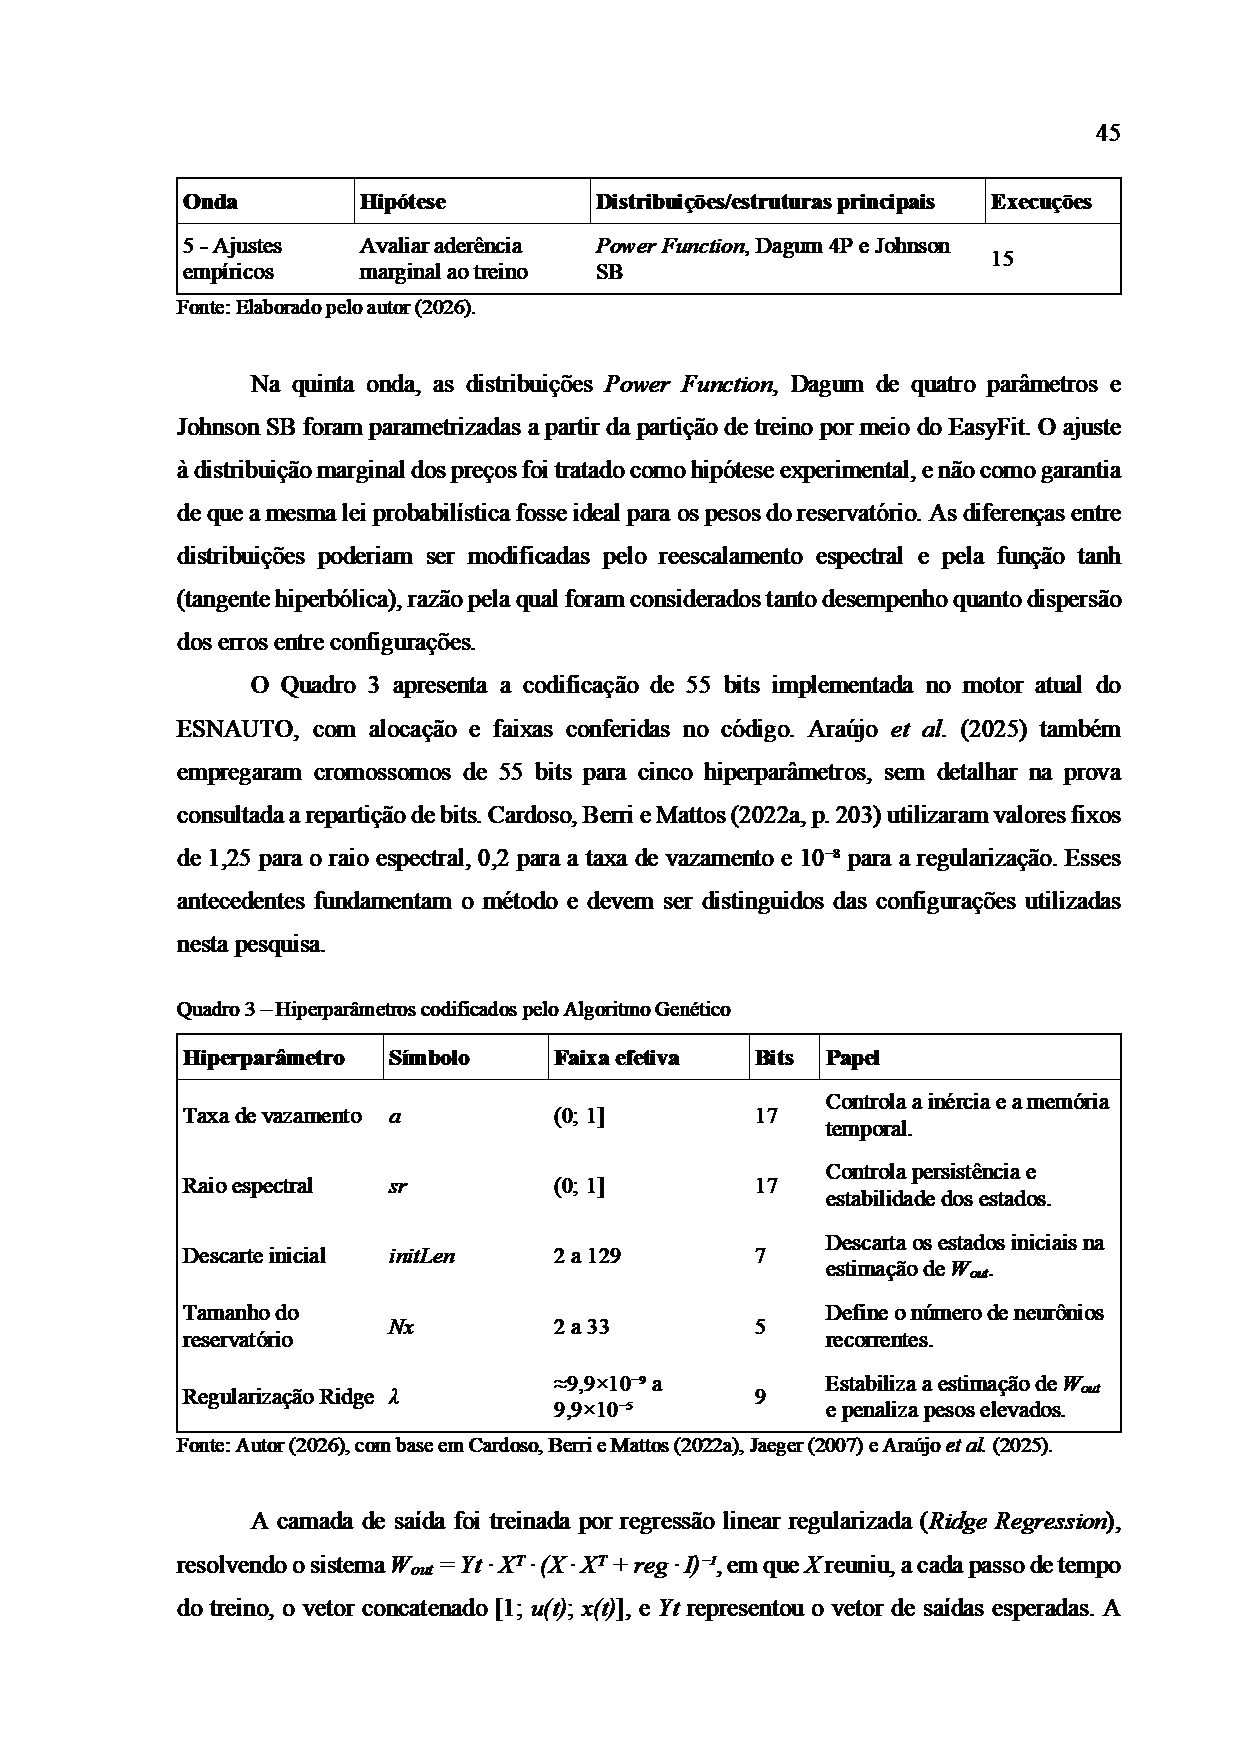 45
Onda Hipótese Distribuições/estruturas principais Execuções
5 - Ajustes empíricos Avaliar aderência marginal ao treino Power Function, Dagum 4P e Johnson SB 15
Fonte: Elaborado pelo autor (2026).
Na quinta onda, as distribuições Power Function, Dagum de quatro parâmetros e
Johnson SB foram parametrizadas a partir da partição de treino por meio do EasyFit. O ajuste
à distribuição marginal dos preços foi tratado como hipótese experimental, e não como garantia
de que a mesma lei probabilística fosse ideal para os pesos do reservatório. As diferenças entre
distribuições poderiam ser modificadas pelo reescalamento espectral e pela função tanh
(tangente hiperbólica), razão pela qual foram considerados tanto desempenho quanto dispersão
dos erros entre configurações.
O Quadro 3 apresenta a codificação de 55 bits implementada no motor atual do
ESNAUTO, com alocação e faixas conferidas no código. Araújo et al. (2025) também
empregaram cromossomos de 55 bits para cinco hiperparâmetros, sem detalhar na prova
consultada a repartição de bits. Cardoso, Berri e Mattos (2022a, p. 203) utilizaram valores fixos
de 1,25 para o raio espectral, 0,2 para a taxa de vazamento e 10⁻⁸ para a regularização. Esses
antecedentes fundamentam o método e devem ser distinguidos das configurações utilizadas
nesta pesquisa.
Quadro 3 – Hiperparâmetros codificados pelo Algoritmo Genético
Hiperparâmetro Símbolo Faixa efetiva Bits Papel
Taxa de vazamento a (0; 1] 17 Controla a inércia e a memória temporal.
Raio espectral sr (0; 1] 17 Controla persistência e estabilidade dos estados.
Descarte inicial initLen 2 a 129 7 Descarta os estados iniciais na estimação de Wout.
Tamanho do reservatório Nx 2 a 33 5 Define o número de neurônios recorrentes.
Regularização Ridge λ ≈9,9×10⁻⁹ a 9,9×10⁻⁵ 9 Estabiliza a estimação de Wout e penaliza pesos elevados.
Fonte: Autor (2026), com base em Cardoso, Berri e Mattos (2022a), Jaeger (2007) e Araújo et al. (2025).
A camada de saída foi treinada por regressão linear regularizada (Ridge Regression),
resolvendo o sistema Wout = Yt · Xᵀ · (X · Xᵀ + reg · I)⁻¹, em que X reuniu, a cada passo de tempo
do treino, o vetor concatenado [1; u(t); x(t)], e Yt representou o vetor de saídas esperadas. A